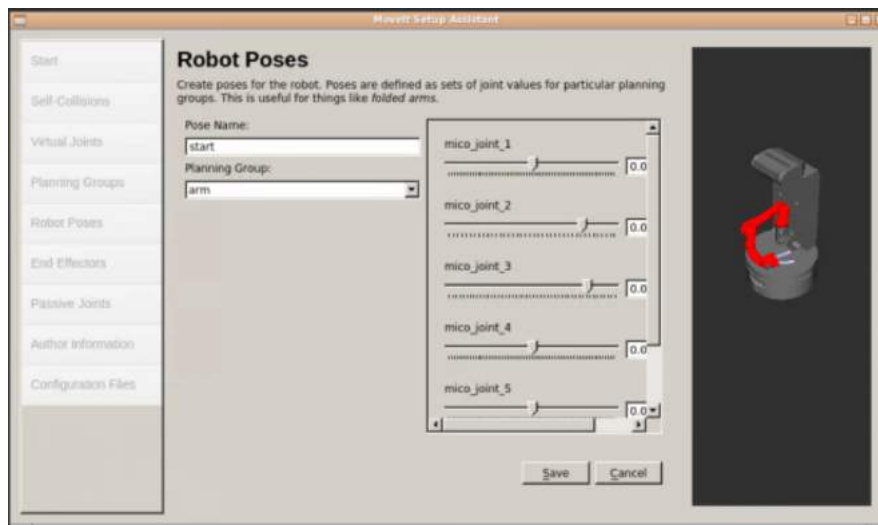 MoveIt Setup Assistant
Start
Self-Collisions
Virtual Joints
Planning Groups
Robot Poses
End Effectors
Passive Joints
Author Information
Configuration Files
Robot Poses
Create poses for the robot. Poses are defined as sets of joint values for particular planning
groups. This is useful for things like folded arms.
Pose Name:
start
Planning Group:
arm
mico_joint_1
0.0
mico_joint_2
0.0
mico_joint_3
0.0
mico_joint_4
0.0
mico_joint_5
0.0
Save
Cancel